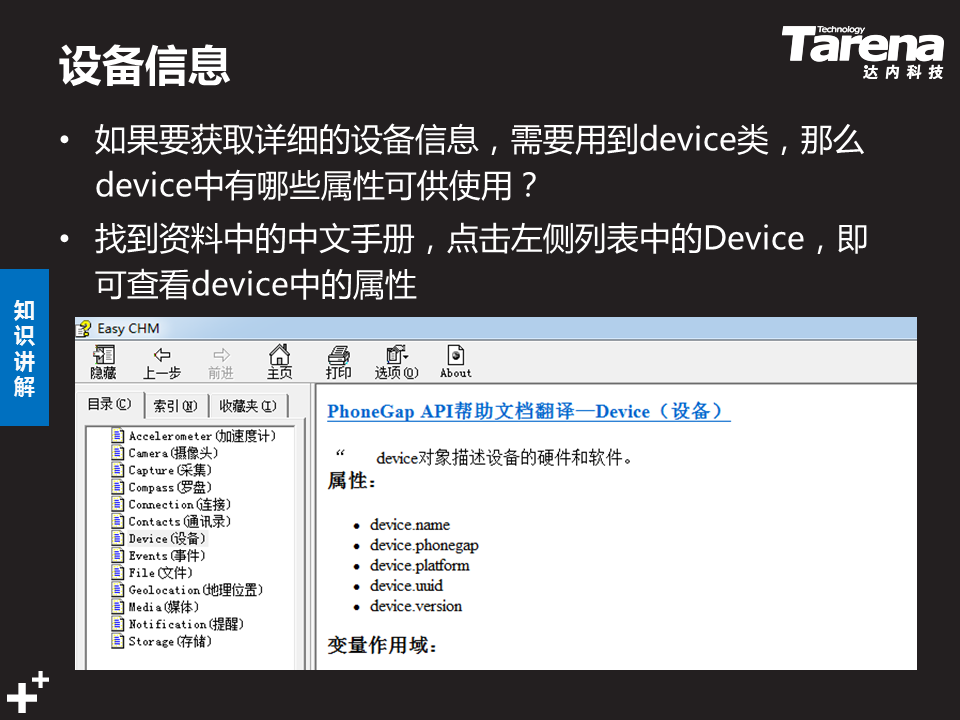 设备信息
Technology
Tarena
达内科技
• 如果要获取详细的设备信息，需要用到device类，那么
device中有哪些属性可供使用？
• 找到资料中的中文手册，点击左侧列表中的Device，即
可查看device中的属性
知识讲解
Easy CHM
隐藏 上一步 前进 主页 打印 选项(O) About
目录(C) 索引(N) 收藏夹(I)
Accelerometer(加速度计)
Camera(摄像头)
Capture(采集)
Compass(罗盘)
Connection(连接)
Contacts(通讯录)
Device(设备)
Events(事件)
File(文件)
Geolocation(地理位置)
Media(媒体)
Notification(提醒)
Storage(存储)
PhoneGap API帮助文档翻译—Device（设备）
“ device对象描述设备的硬件和软件。
属性：
• device.name
• device.phonegap
• device.platform
• device.uuid
• device.version
变量作用域：